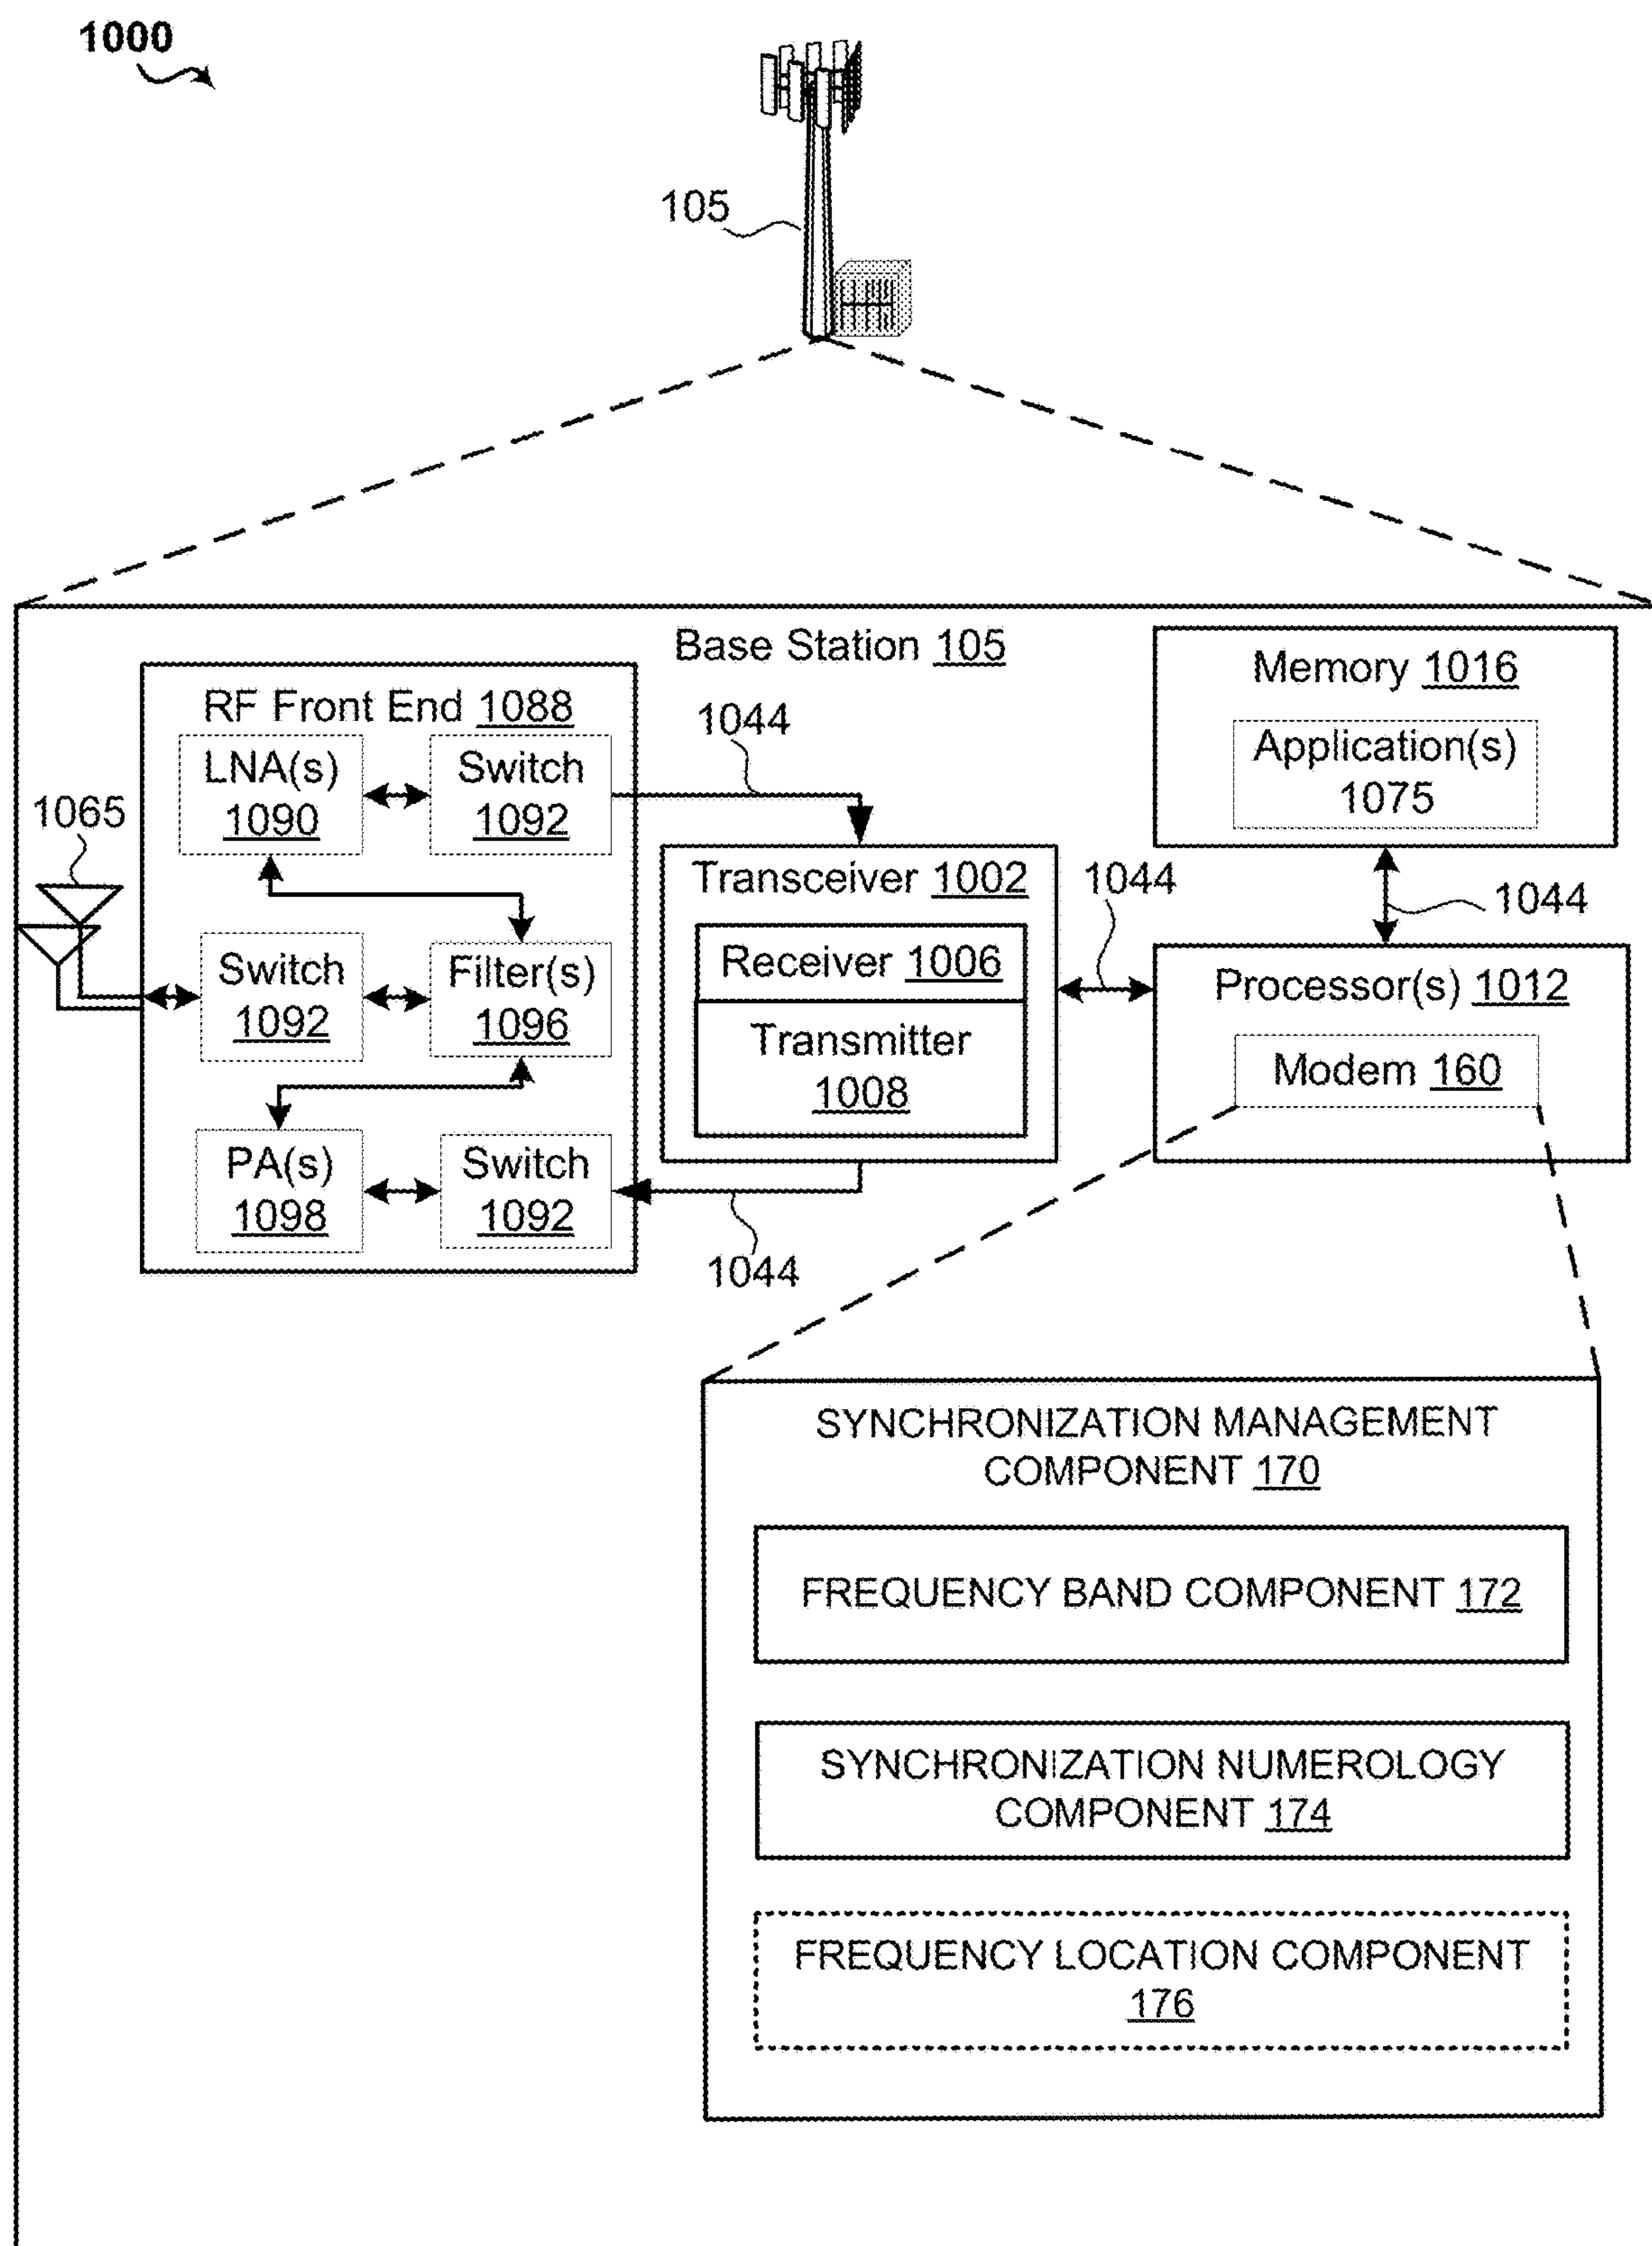 1000
105
Base Station 105
RF Front End 1088
LNA(s)
1090
Switch
1092
1044
Memory 1016
Application(s)
1075
1065
Transceiver 1002
1044
1044
Receiver 1006
Switch
1092
Filter(s)
1096
Processor(s) 1012
Transmitter
1008
Modem 160
PA(s)
1098
Switch
1092
1044
SYNCHRONIZATION MANAGEMENT
COMPONENT 170
FREQUENCY BAND COMPONENT 172
SYNCHRONIZATION NUMEROLOGY
COMPONENT 174
FREQUENCY LOCATION COMPONENT
176